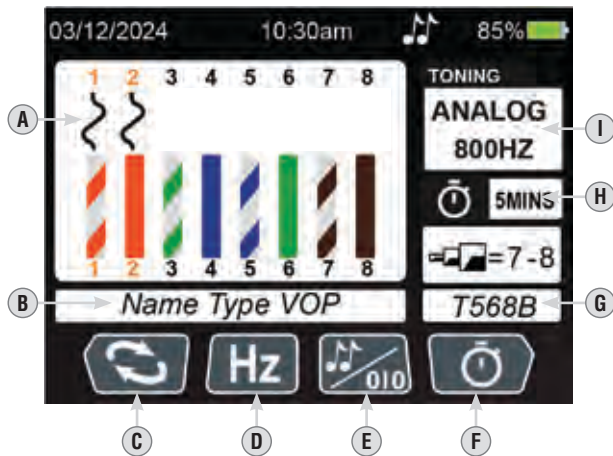 03/12/2024 10:30am 85%
1 2 3 4 5 6 7 8
TONING
A
ANALOG
800HZ
I
5MINS
H
1 2 3 4 5 6 7 8
=7-8
B
Name Type VOP
T568B
G
Hz
010
C
D
E
F